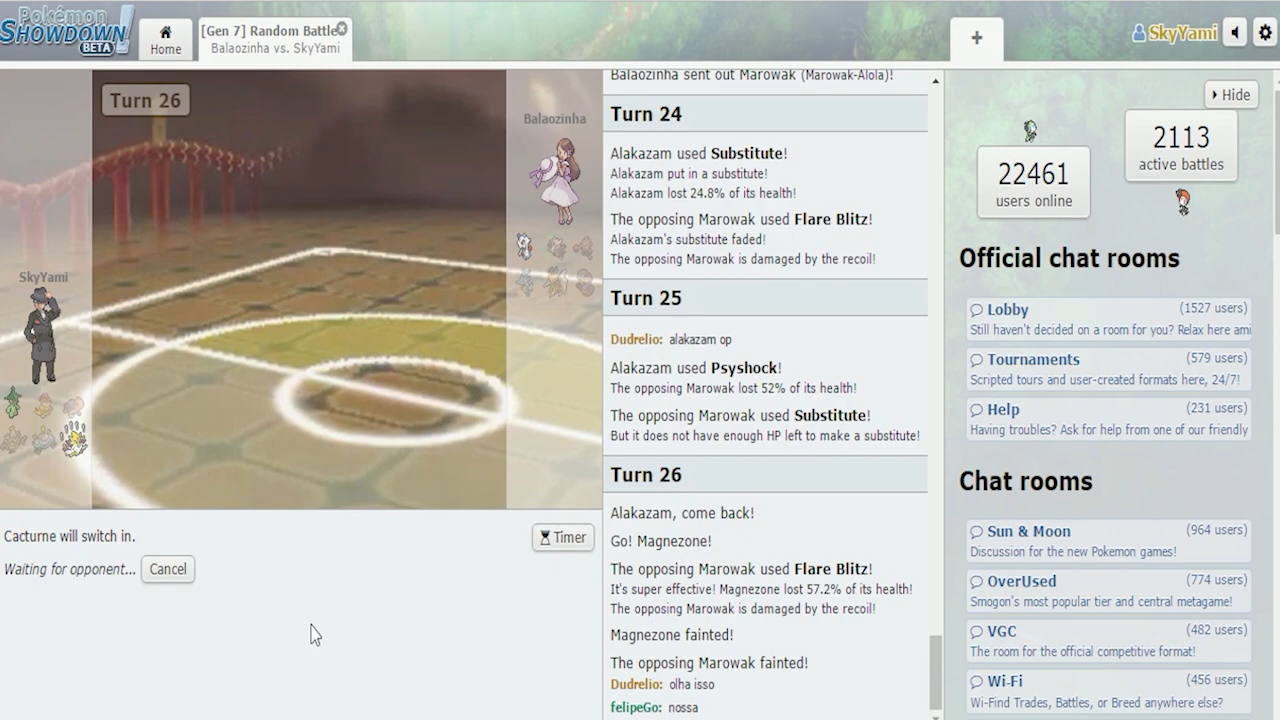 Pokémon
SHOWDOWN!
BETA
Home
[Gen 7] Random Battle
Balaozinha vs. SkyYami
+
SkyYami
Turn 26
Balaozinha
SkyYami
Cacturne will switch in.
Timer
Waiting for opponent...
Cancel
Balaozinha sent out Marowak (Marowak-Alola)!
Turn 24
Alakazam used Substitute!
Alakazam put in a substitute!
Alakazam lost 24.8% of its health!
The opposing Marowak used Flare Blitz!
Alakazam's substitute faded!
The opposing Marowak is damaged by the recoil!
Turn 25
Dudrelio: alakazam op
Alakazam used Psyshock!
The opposing Marowak lost 52% of its health!
The opposing Marowak used Substitute!
But it does not have enough HP left to make a substitute!
Turn 26
Alakazam, come back!
Go! Magnezone!
The opposing Marowak used Flare Blitz!
It's super effective! Magnezone lost 57.2% of its health!
The opposing Marowak is damaged by the recoil!
Magnezone fainted!
The opposing Marowak fainted!
Dudrelio: olha isso
felipeGo: nossa
Hide
22461
users online
2113
active battles
Official chat rooms
Lobby (1527 users)
Still haven't decided on a room for you? Relax here ami
Tournaments (579 users)
Scripted tours and user-created formats here, 24/7!
Help (231 users)
Having troubles? Ask for help from one of our friendly
Chat rooms
Sun & Moon (964 users)
Discussion for the new Pokemon games!
OverUsed (774 users)
Smogon's most popular tier and central metagame!
VGC (482 users)
The room for the official competitive format!
Wi-Fi (456 users)
Wi-Find Trades, Battles, or Breed anywhere else?